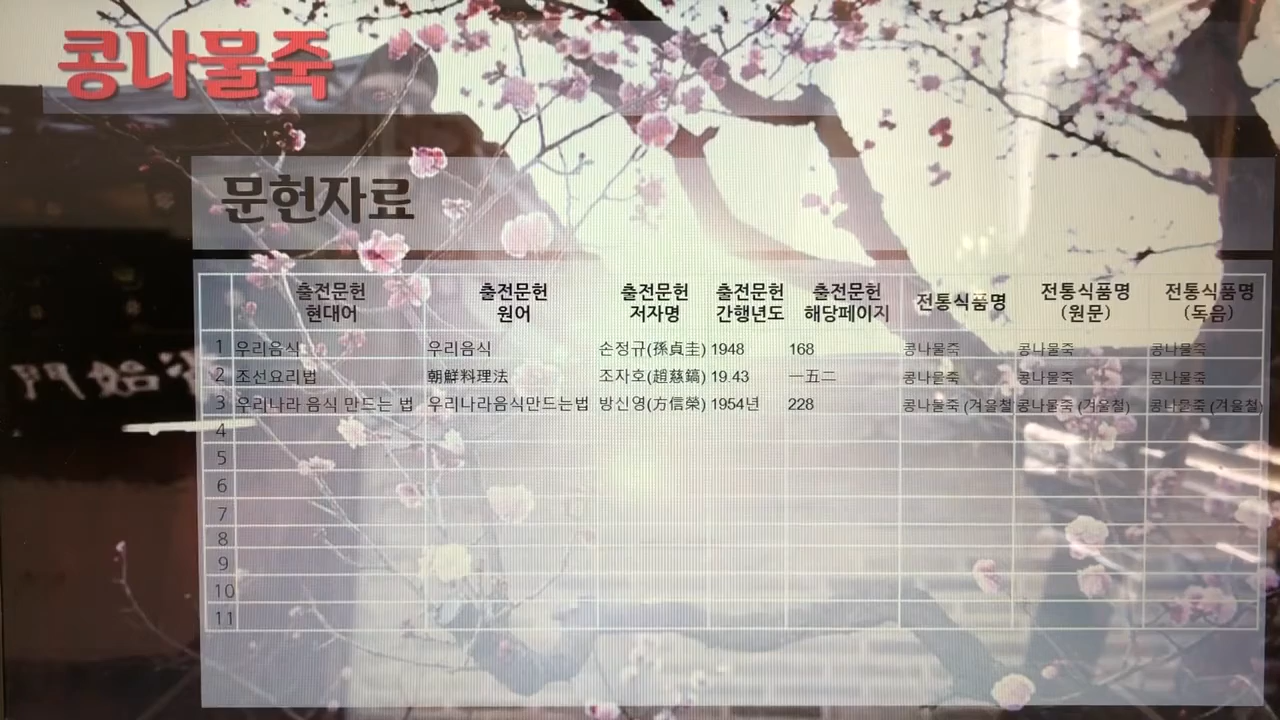 콩나물죽
문헌자료
출전문헌 현대어 출전문헌 원어 출전문헌 저자명 출전문헌 간행년도 출전문헌 해당페이지 전통식품명 전통식품명 (원문) 전통식품명 (독음)
1 우리음식 우리음식 손정규(孫貞圭) 1948 168 콩나물죽 콩나물죽 콩나물죽
2 조선요리법 朝鮮料理法 조자호(趙慈鎬) 19.43 一五二 콩나물죽 콩나물죽 콩나물죽
3 우리나라 음식 만드는 법 우리나라음식만드는법 방신영(方信榮) 1954년 228 콩나물죽 (겨울철 콩나물죽 (겨울철) 콩나물죽 (겨울철)
4
5
6
7
8
9
10
11